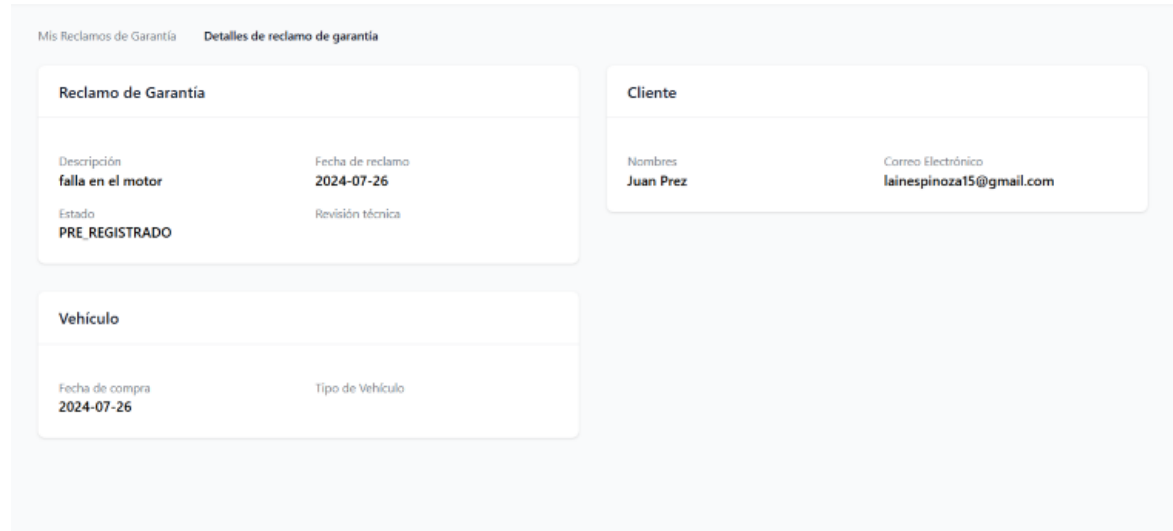 Mis Reclamos de Garantía Detalles de reclamo de garantía
Reclamo de Garantía
Descripción Fecha de reclamo
falla en el motor 2024-07-26
Estado Revisión técnica
PRE_REGISTRADO
Cliente
Nombres Correo Electrónico
Juan Prez lainespinoza15@gmail.com
Vehículo
Fecha de compra Tipo de Vehículo
2024-07-26